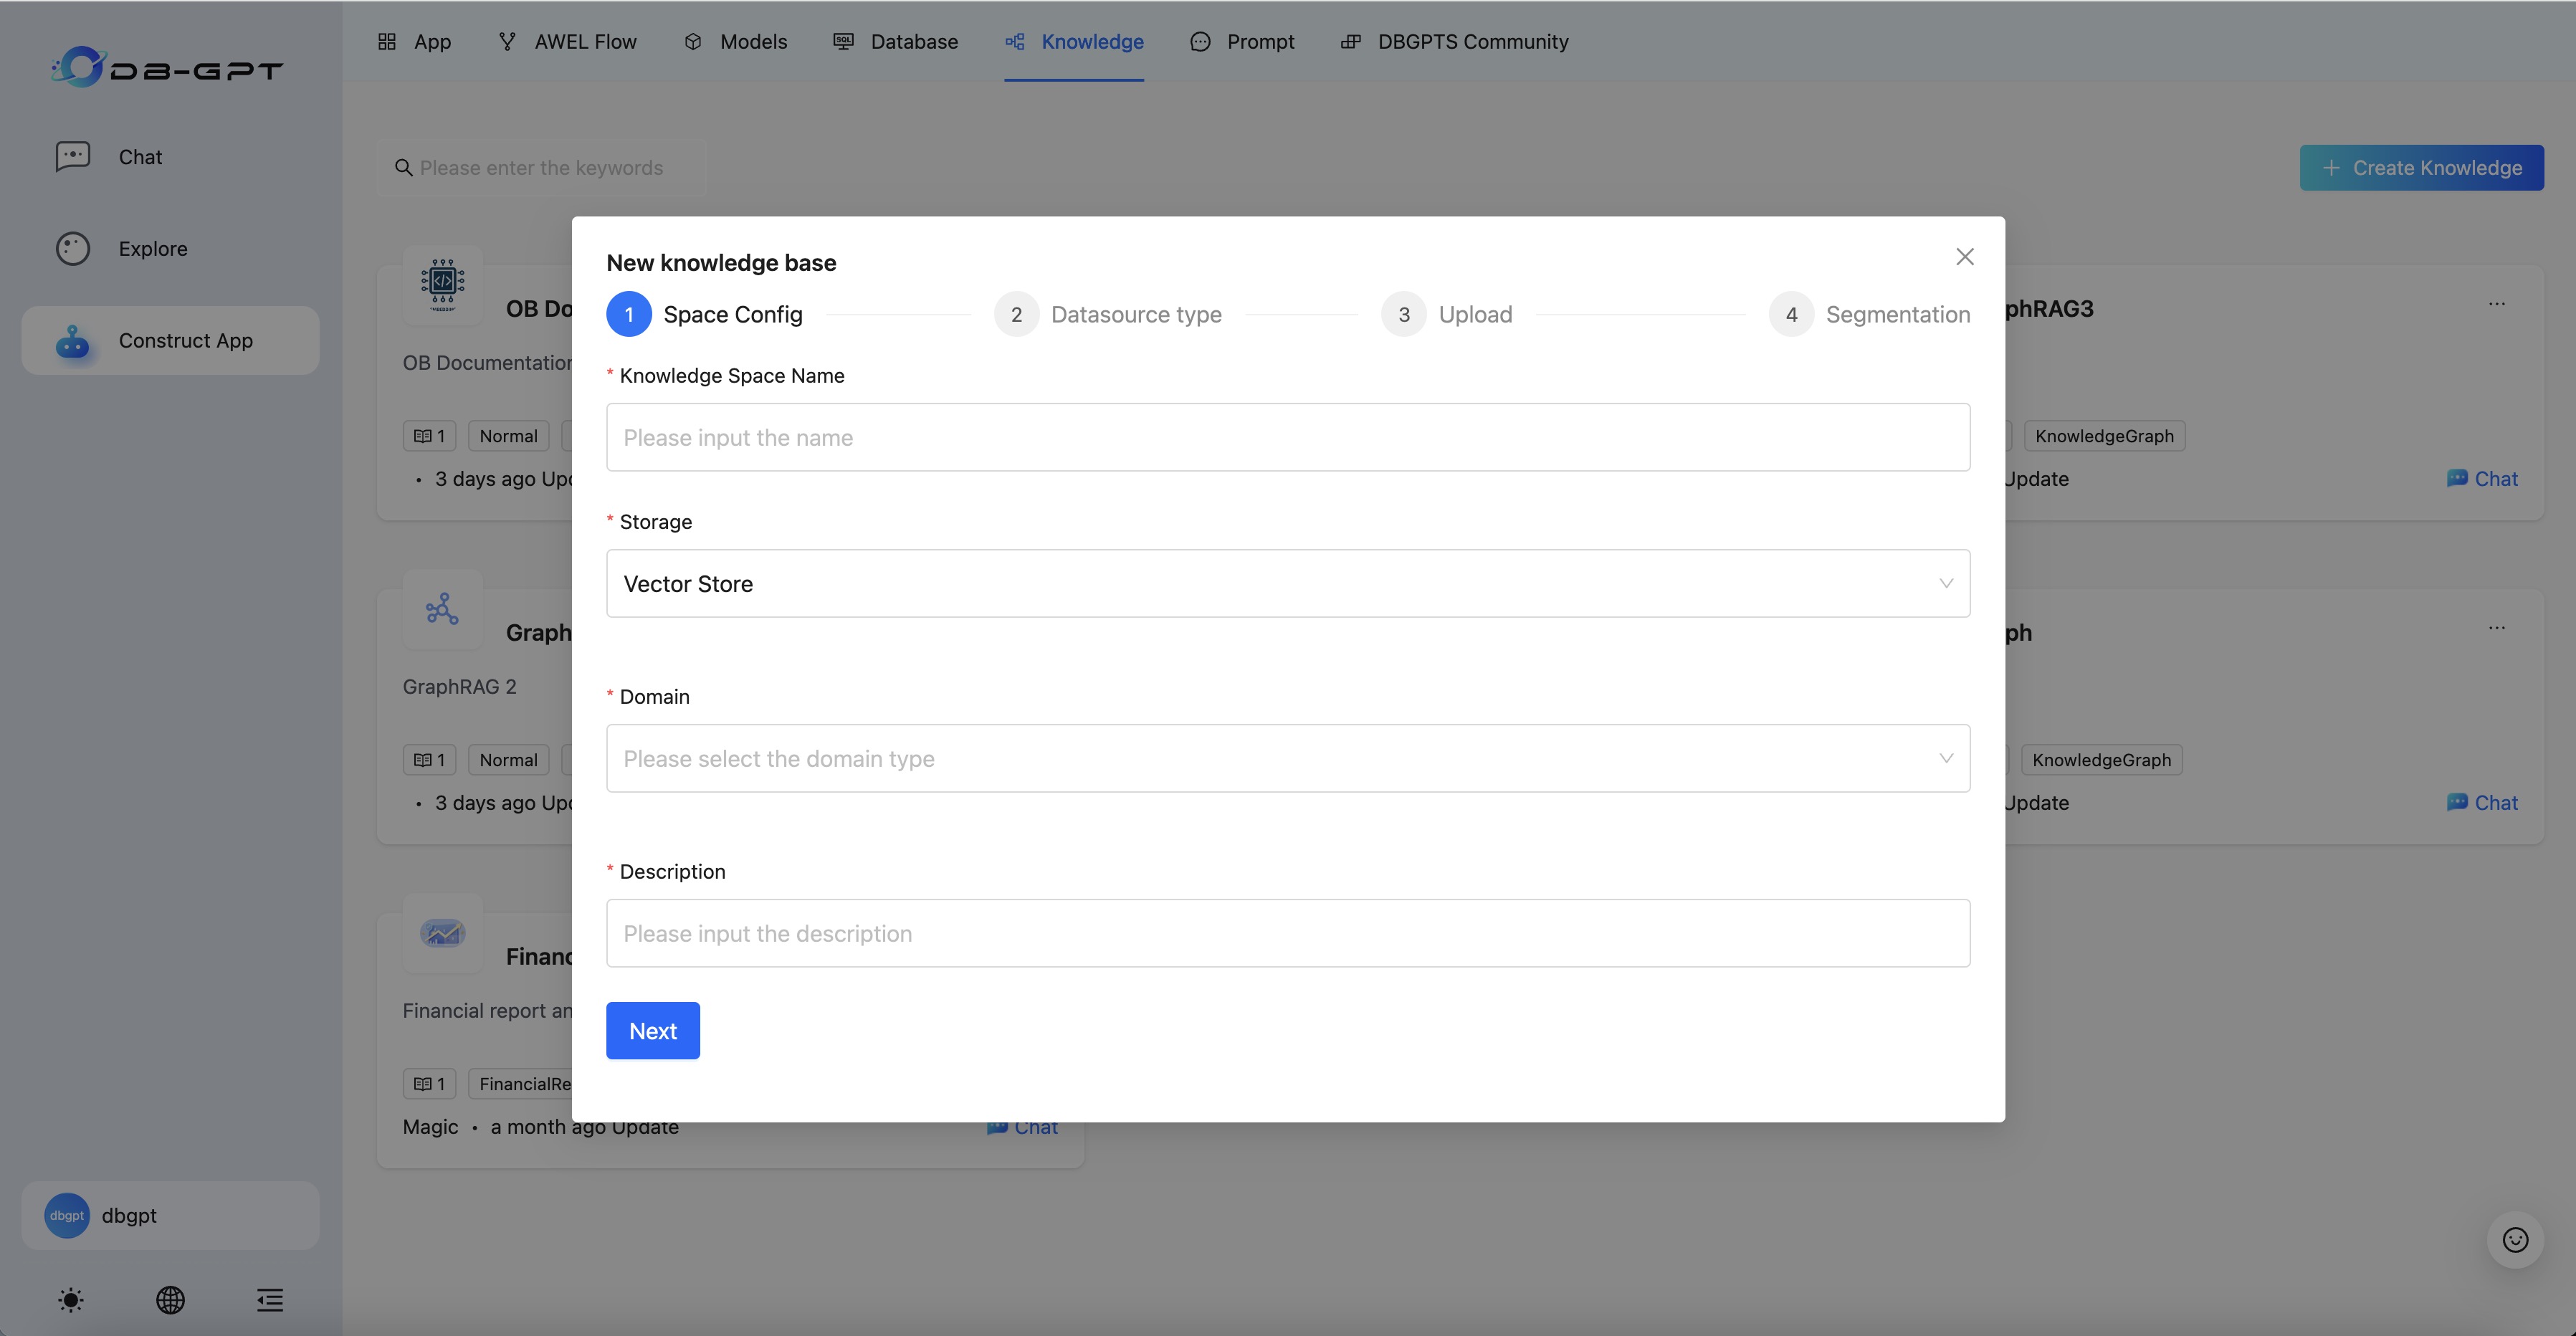 DB-GPT
Chat
Explore
Construct App
dbgpt
dbgpt
App
AWEL Flow
Models
SQL
Database
Knowledge
Prompt
DBGPTS Community
Please enter the keywords
+ Create Knowledge
New knowledge base
1 Space Config
2 Datasource type
3 Upload
4 Segmentation
* Knowledge Space Name
Please input the name
* Storage
Vector Store
* Domain
Please select the domain type
* Description
Please input the description
Next
OB Do
OB Documentation
1 Normal
• 3 days ago Upd
phRAG3
...
KnowledgeGraph
Update
Chat
Graph
GraphRAG 2
1 Normal
• 3 days ago Upd
ph
...
KnowledgeGraph
Update
Chat
Financ
Financial report an
1 FinancialRe
Magic • a month ago Update
Chat